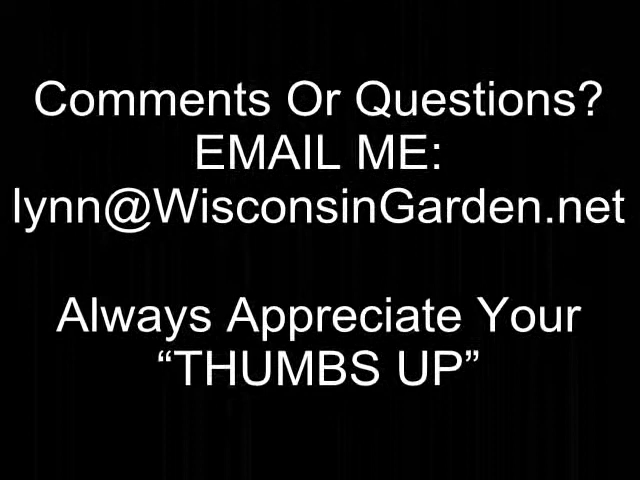 Comments Or Questions?
EMAIL ME:
lynn@WisconsinGarden.net
Always Appreciate Your
“THUMBS UP”